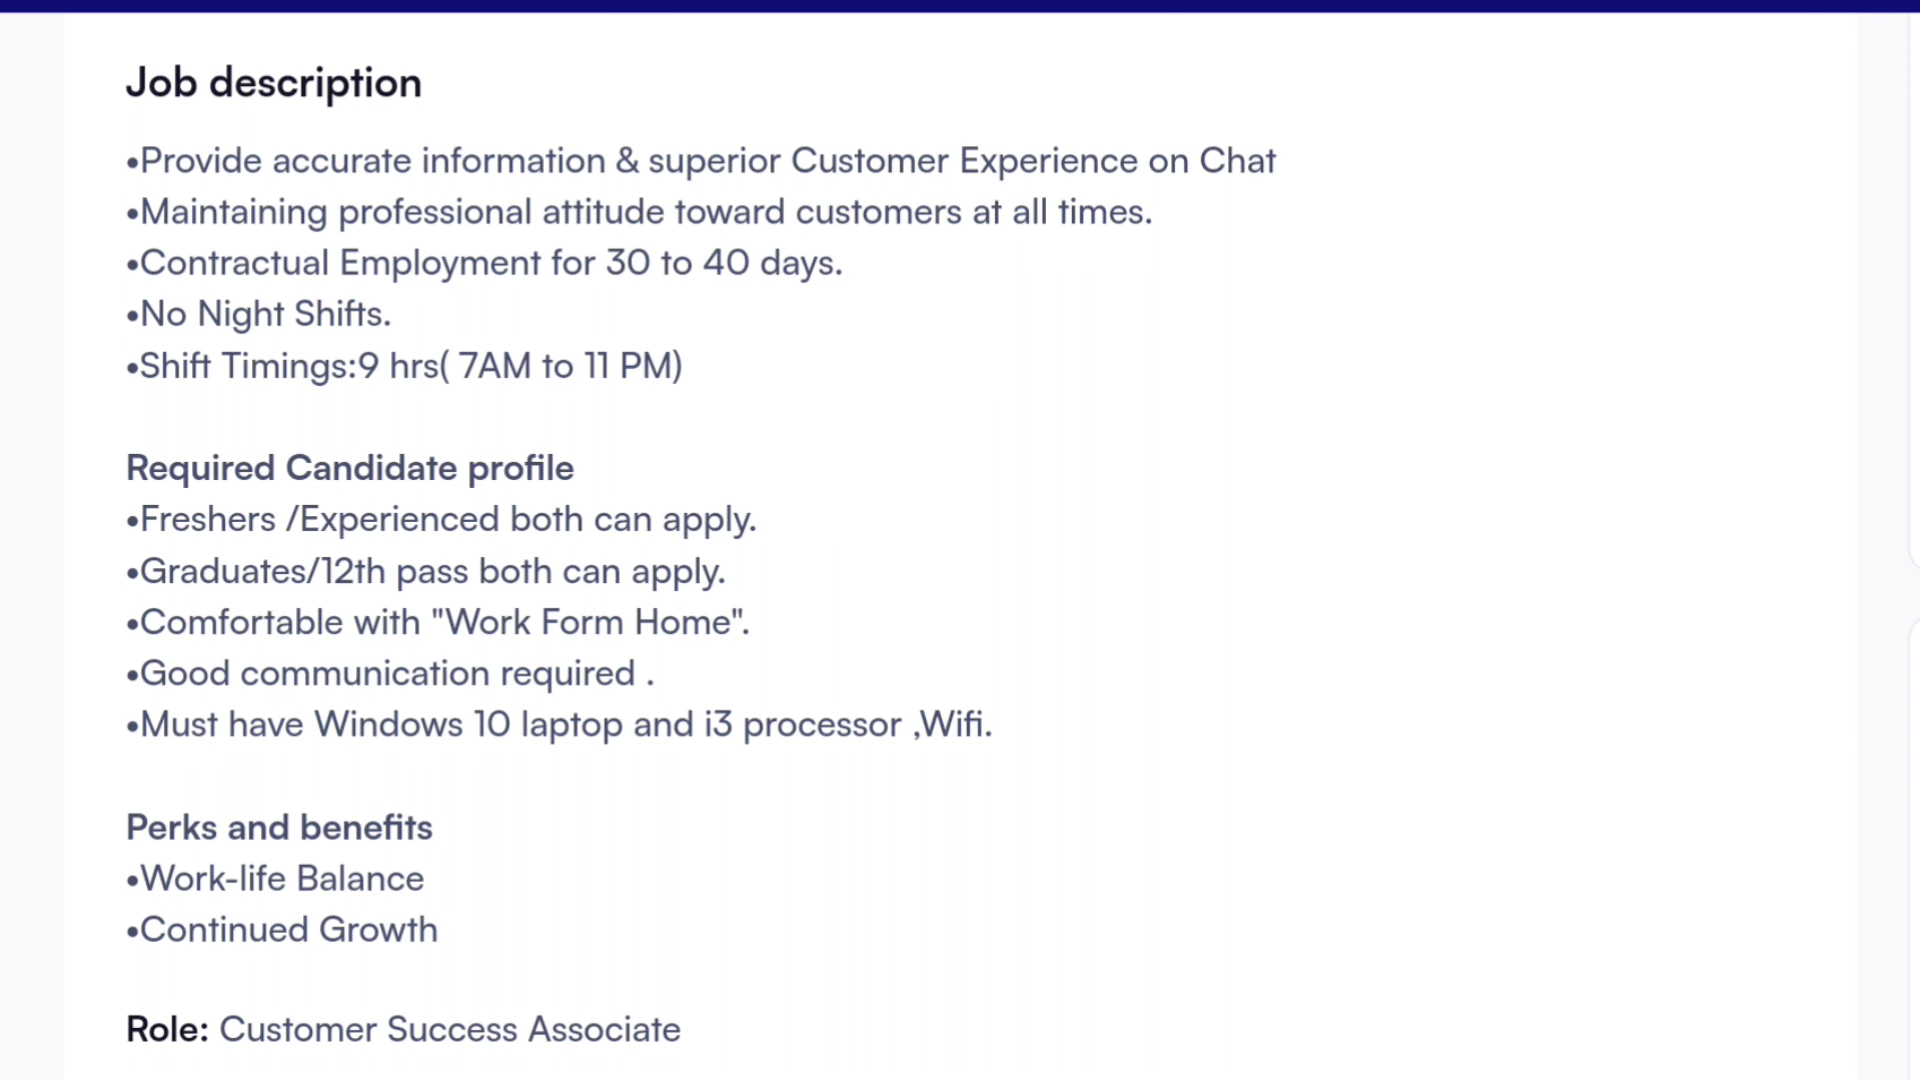 Job description
•Provide accurate information & superior Customer Experience on Chat
•Maintaining professional attitude toward customers at all times.
•Contractual Employment for 30 to 40 days.
•No Night Shifts.
•Shift Timings:9 hrs( 7AM to 11 PM)
Required Candidate profile
•Freshers /Experienced both can apply.
•Graduates/12th pass both can apply.
•Comfortable with "Work Form Home".
•Good communication required .
•Must have Windows 10 laptop and i3 processor ,Wifi.
Perks and benefits
•Work-life Balance
•Continued Growth
Role: Customer Success Associate